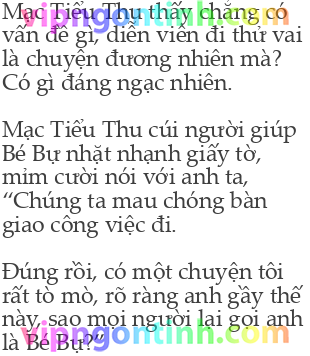 Mạc Tiểu Thu thấy chẳng có
vấn đề gì, diễn viên đi thử vai
là chuyện đương nhiên mà?
Có gì đáng ngạc nhiên.
Mạc Tiểu Thu cúi người giúp
Bé Bự nhặt nhạnh giấy tờ,
mỉm cười nói với anh ta,
“Chúng ta mau chóng bàn
giao công việc đi.
Đúng rồi, có một chuyện tôi
rất tò mò, rõ ràng anh gầy thế
này, sao mọi người lại gọi anh
là Bé Bự?”
vipngontinh.com
vipngontinh.com